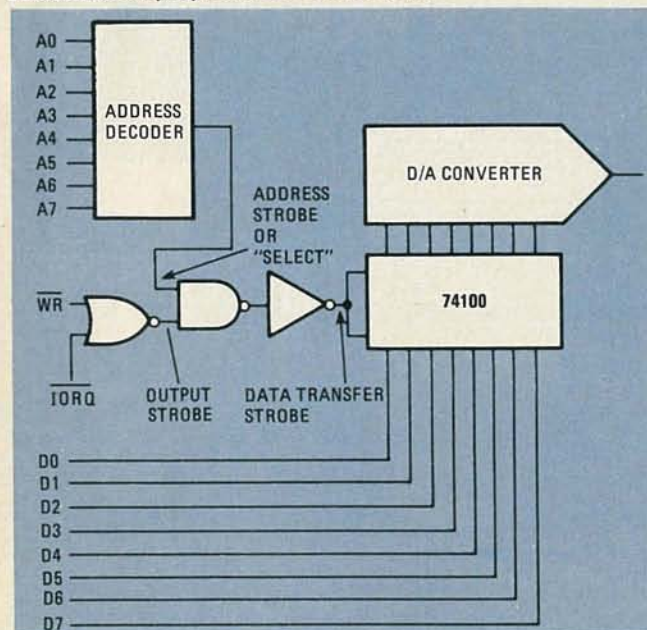 A0
A1
A2
A3
A4
A5
A6
A7
ADDRESS
DECODER
D/A CONVERTER
ADDRESS
STROBE
OR
"SELECT"
74100
WR
IORQ
OUTPUT
STROBE
DATA TRANSFER
STROBE
D0
D1
D2
D3
D4
D5
D6
D7